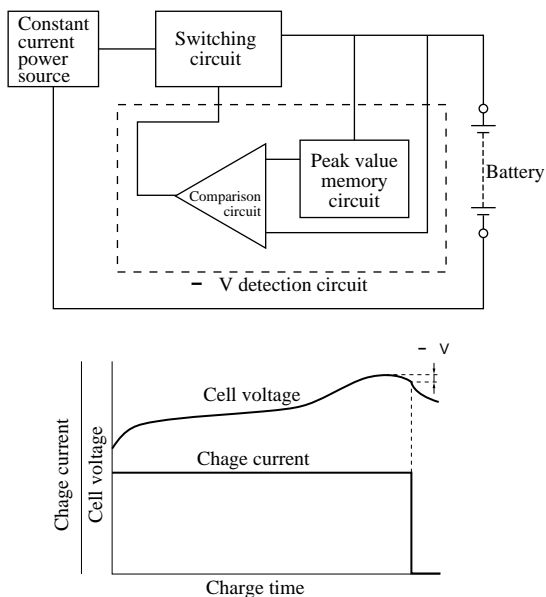 Constant
current
power
source
Switching
circuit
Peak value
memory
circuit
Comparison
circuit
Battery
− V detection circuit
− V
Cell voltage
Chage current
Chage current
Cell voltage
Charge time